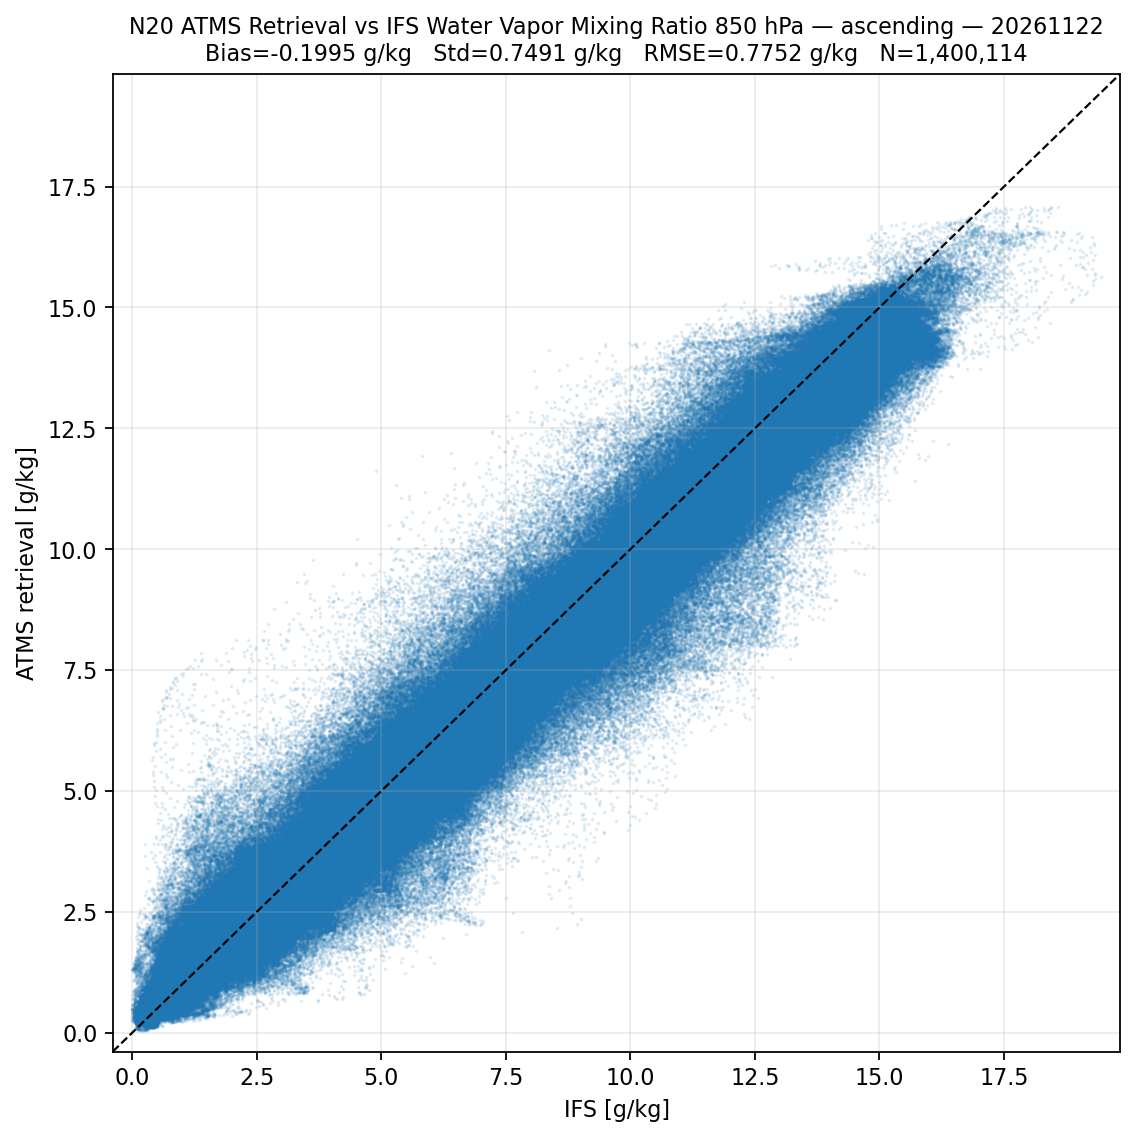 N20 ATMS Retrieval vs IFS Water Vapor Mixing Ratio 850 hPa — ascending — 20261122
Bias=-0.1995 g/kg   Std=0.7491 g/kg   RMSE=0.7752 g/kg   N=1,400,114
17.5
15.0
12.5
10.0
7.5
5.0
2.5
0.0
ATMS retrieval [g/kg]
0.0 2.5 5.0 7.5 10.0 12.5 15.0 17.5
IFS [g/kg]